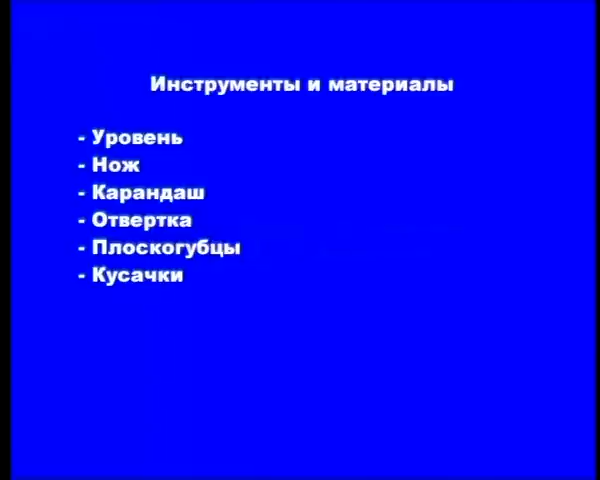 Инструменты и материалы
- Уровень
- Нож
- Карандаш
- Отвертка
- Плоскогубцы
- Кусачки